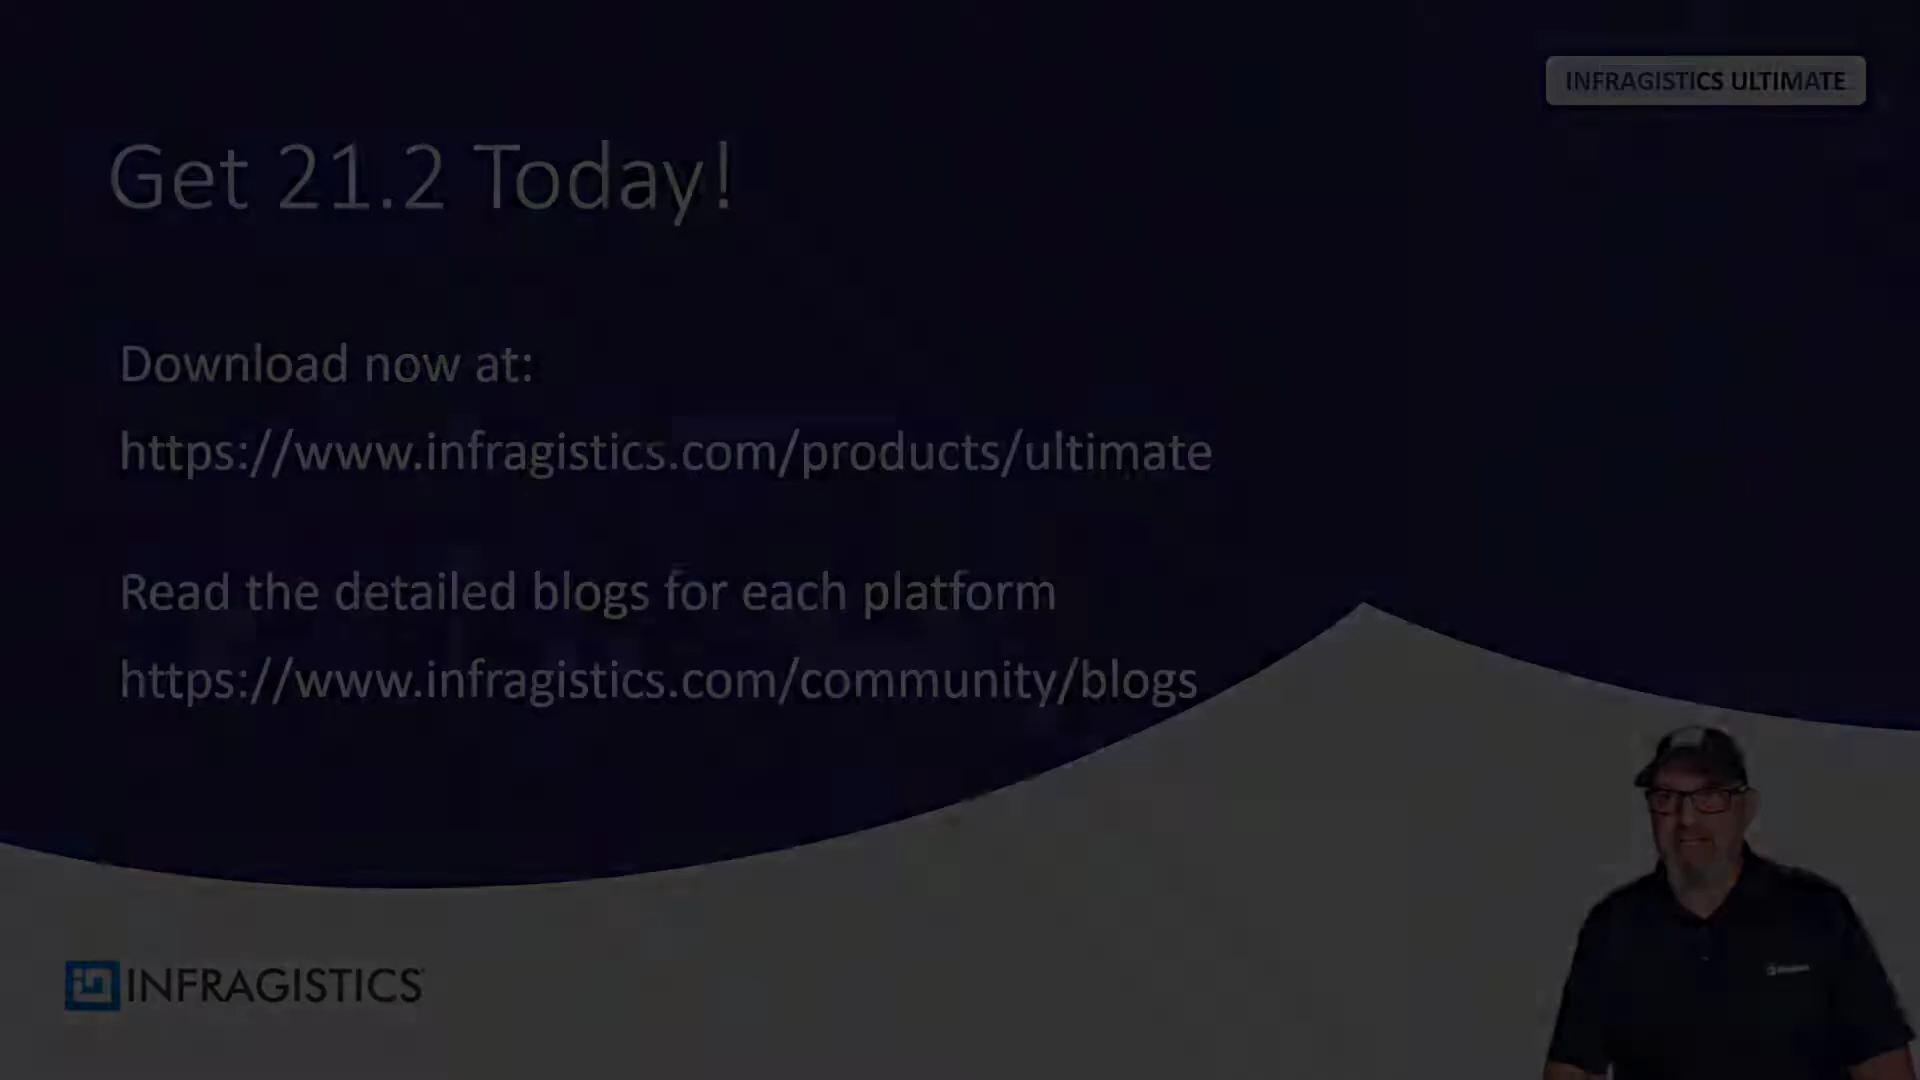 INFRAGISTICS ULTIMATE
Get 21.2 Today!
Download now at:
https://www.infragistics.com/products/ultimate
Read the detailed blogs for each platform
https://www.infragistics.com/community/blogs
INFRAGISTICS